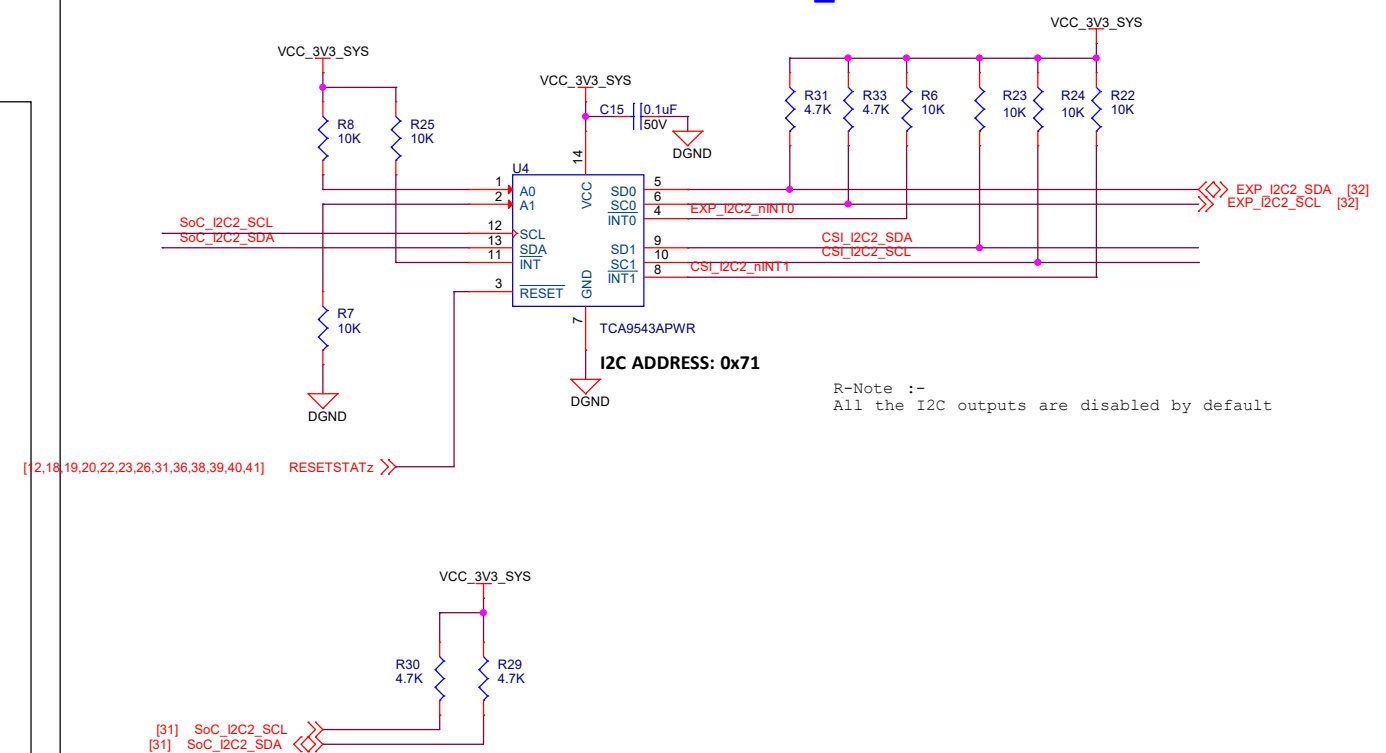 VCC_3V3_SYS
VCC_3V3_SYS
VCC_3V3_SYS
R8
10K
R25
10K
C15
0.1uF
50V
DGND
R31
4.7K
R33
4.7K
R6
10K
R23
10K
R24
10K
R22
10K
U4
14
VCC
1
A0
2
A1
SoC_I2C2_SCL
12
SCL
SoC_I2C2_SDA
13
SDA
11
INT
3
RESET
GND
7
SD0
5
SC0
6
INT0
4
EXP_I2C2_nINT0
SD1
9
CSI_I2C2_SDA
SC1
10
CSI_I2C2_SCL
INT1
8
CSI_I2C2_nINT1
EXP_I2C2_SDA [32]
EXP_I2C2_SCL [32]
R7
10K
DGND
TCA9543APWR
I2C ADDRESS: 0x71
DGND
R-Note :-
All the I2C outputs are disabled by default
[12,18,19,20,22,23,26,31,36,38,39,40,41] RESETSTATz
VCC_3V3_SYS
R30
4.7K
R29
4.7K
[31] SoC_I2C2_SCL
[31] SoC_I2C2_SDA